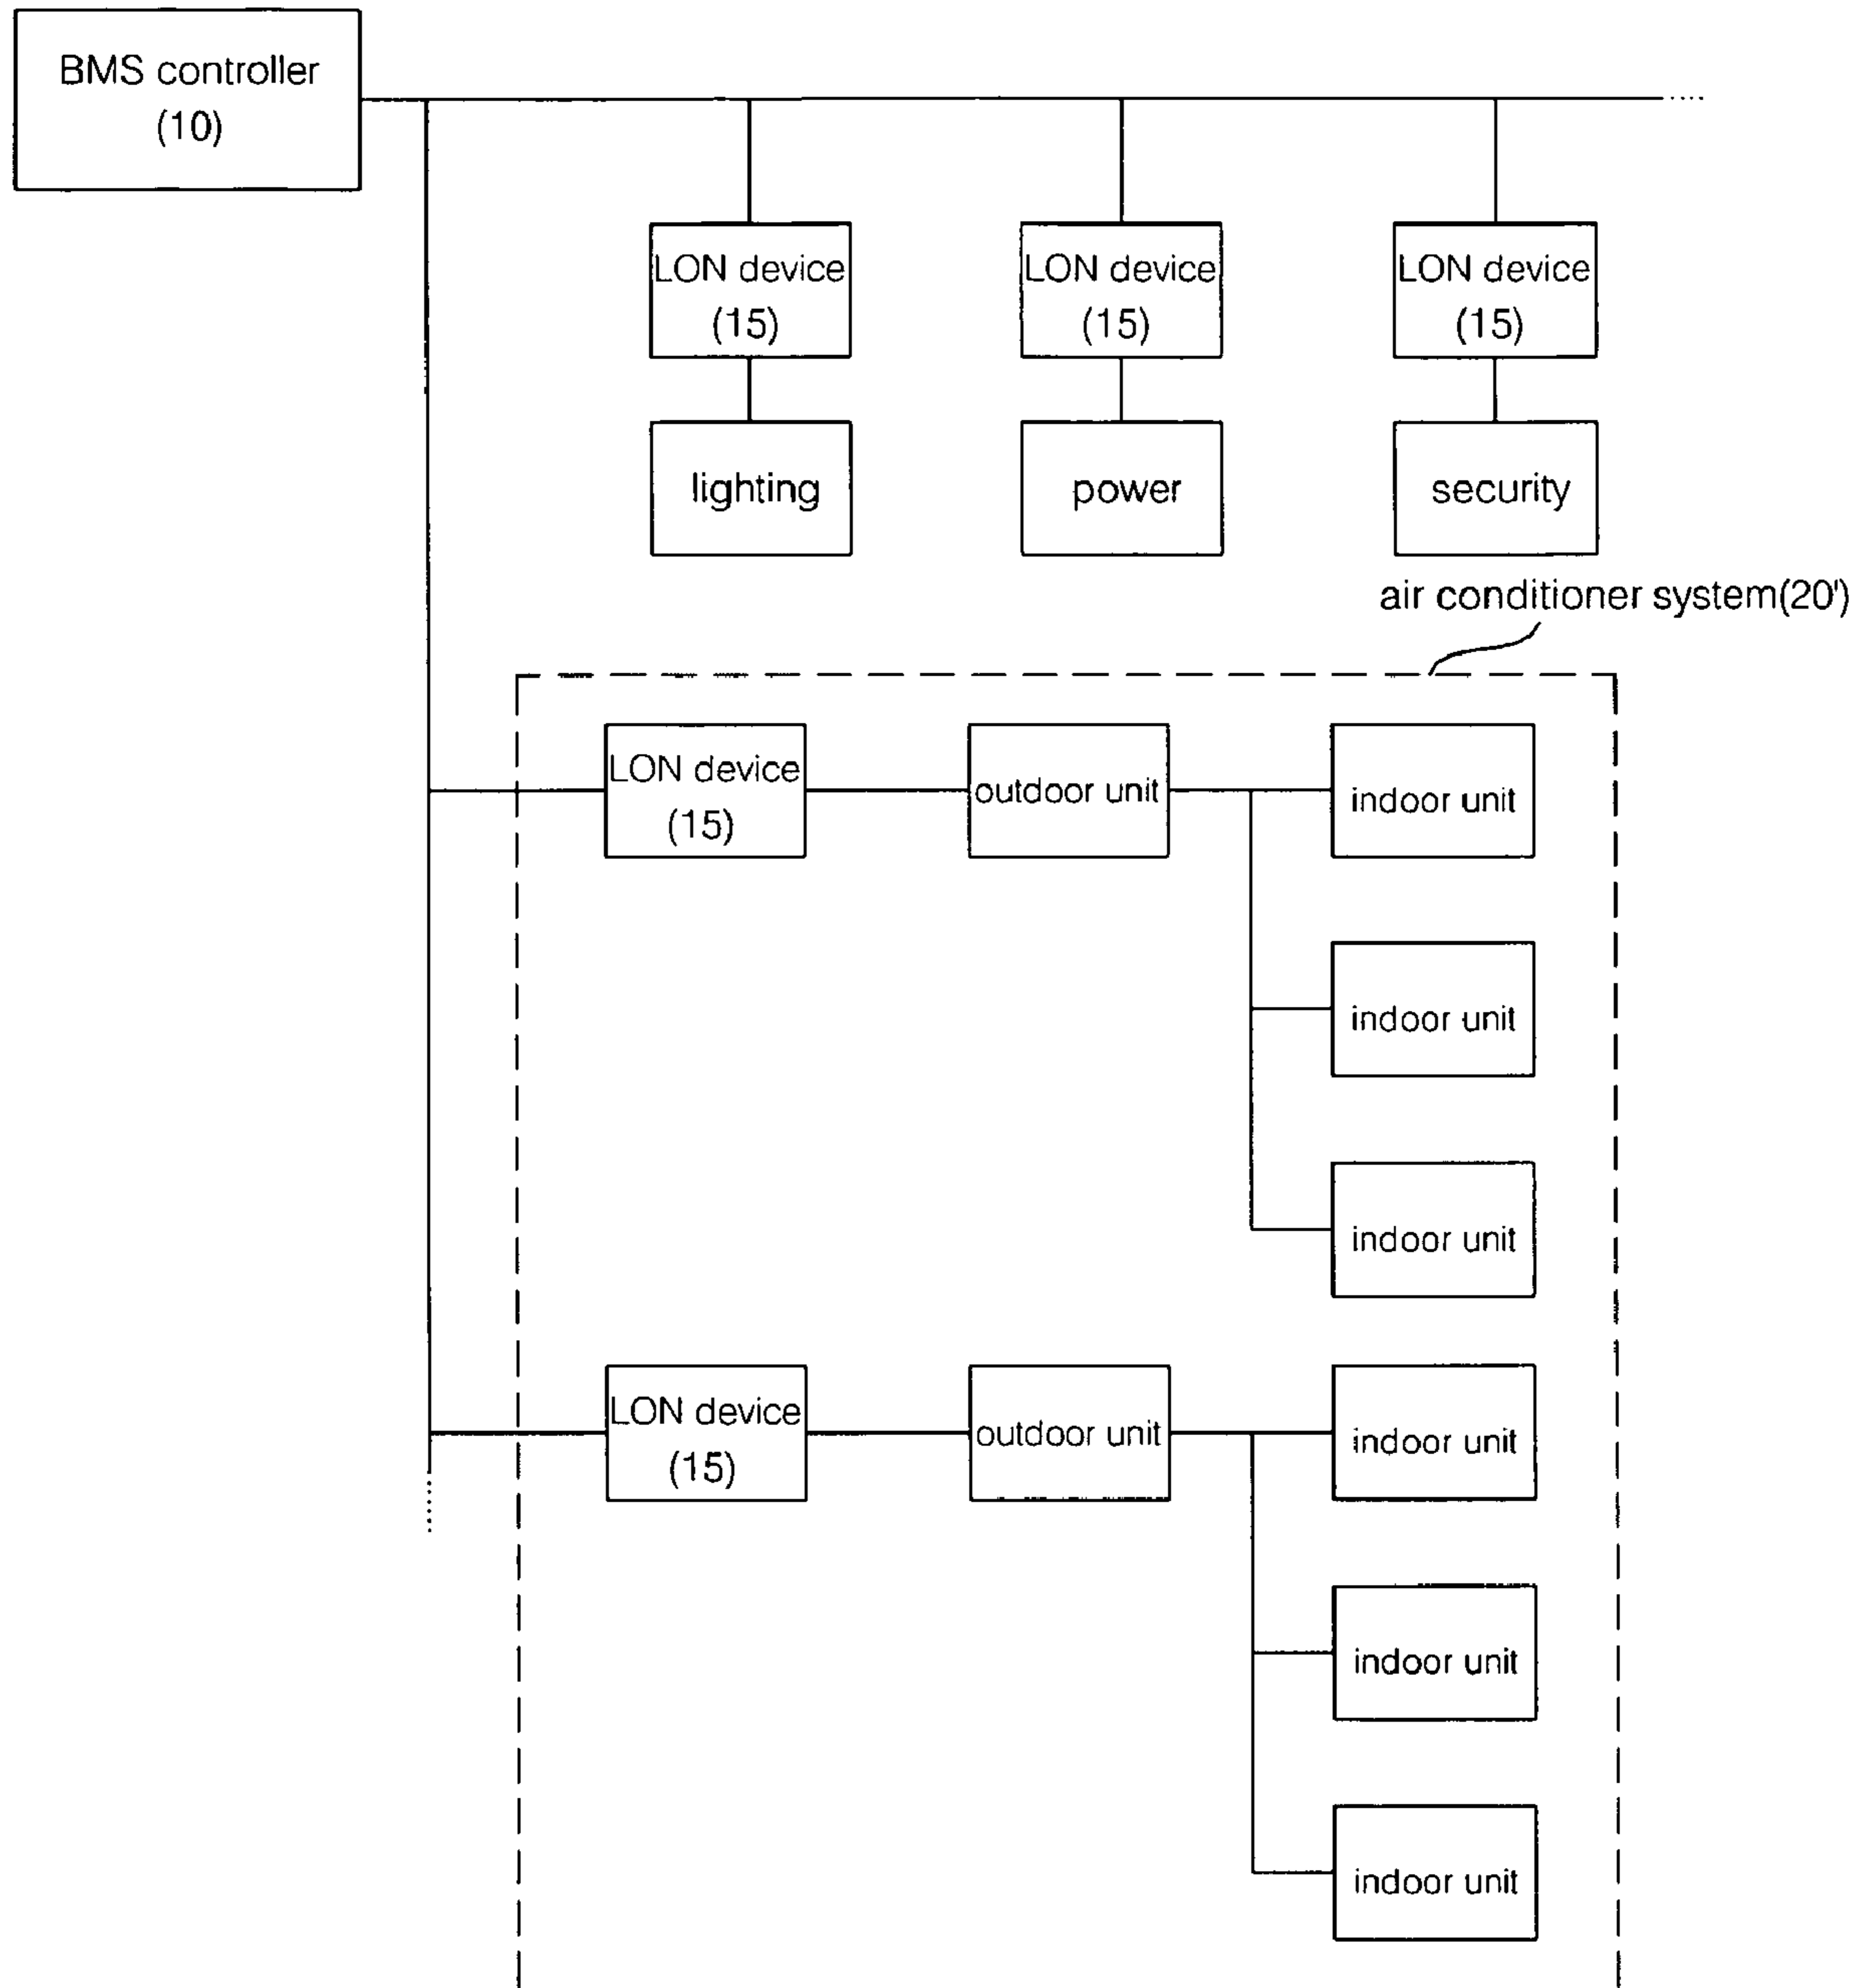 BMS controller
(10)
LON device
(15)
LON device
(15)
LON device
(15)
lighting
power
security
air conditioner system(20')
LON device
(15)
outdoor unit
indoor unit
indoor unit
indoor unit
LON device
(15)
outdoor unit
indoor unit
indoor unit
indoor unit